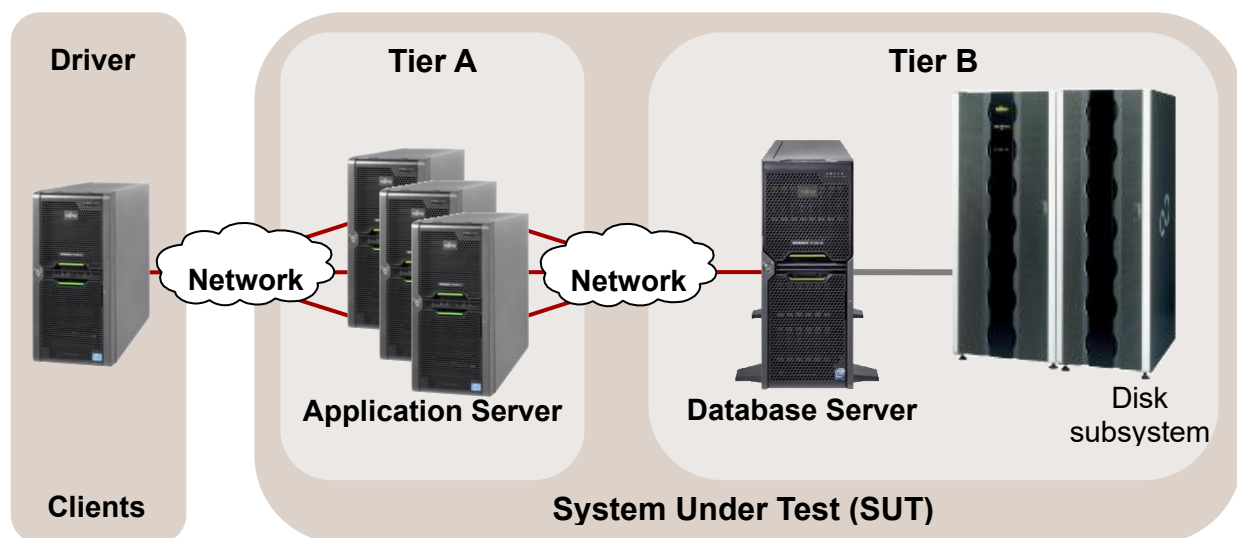 Driver
Tier A
Tier B
Network
Network
Application Server
Database Server
Disk
subsystem
Clients
System Under Test (SUT)